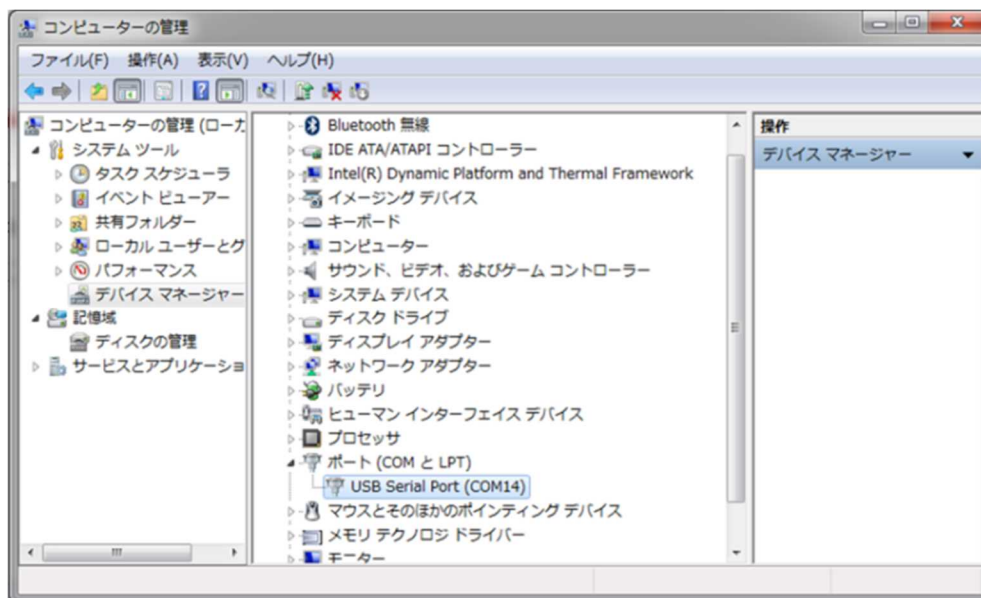 コンピューターの管理
ファイル(F) 操作(A) 表示(V) ヘルプ(H)
コンピューターの管理 (ローカ
システム ツール
タスク スケジューラ
イベント ビューアー
共有フォルダー
ローカル ユーザーとグ
パフォーマンス
デバイス マネージャー
記憶域
ディスクの管理
サービスとアプリケーショ
Bluetooth 無線
IDE ATA/ATAPI コントローラー
Intel(R) Dynamic Platform and Thermal Framework
イメージング デバイス
キーボード
コンピューター
サウンド、ビデオ、およびゲーム コントローラー
システム デバイス
ディスク ドライブ
ディスプレイ アダプター
ネットワーク アダプター
バッテリ
ヒューマン インターフェイス デバイス
プロセッサ
ポート (COM と LPT)
USB Serial Port (COM14)
マウスとそのほかのポインティング デバイス
メモリ テクノロジ ドライバー
モニター
操作
デバイス マネージャー